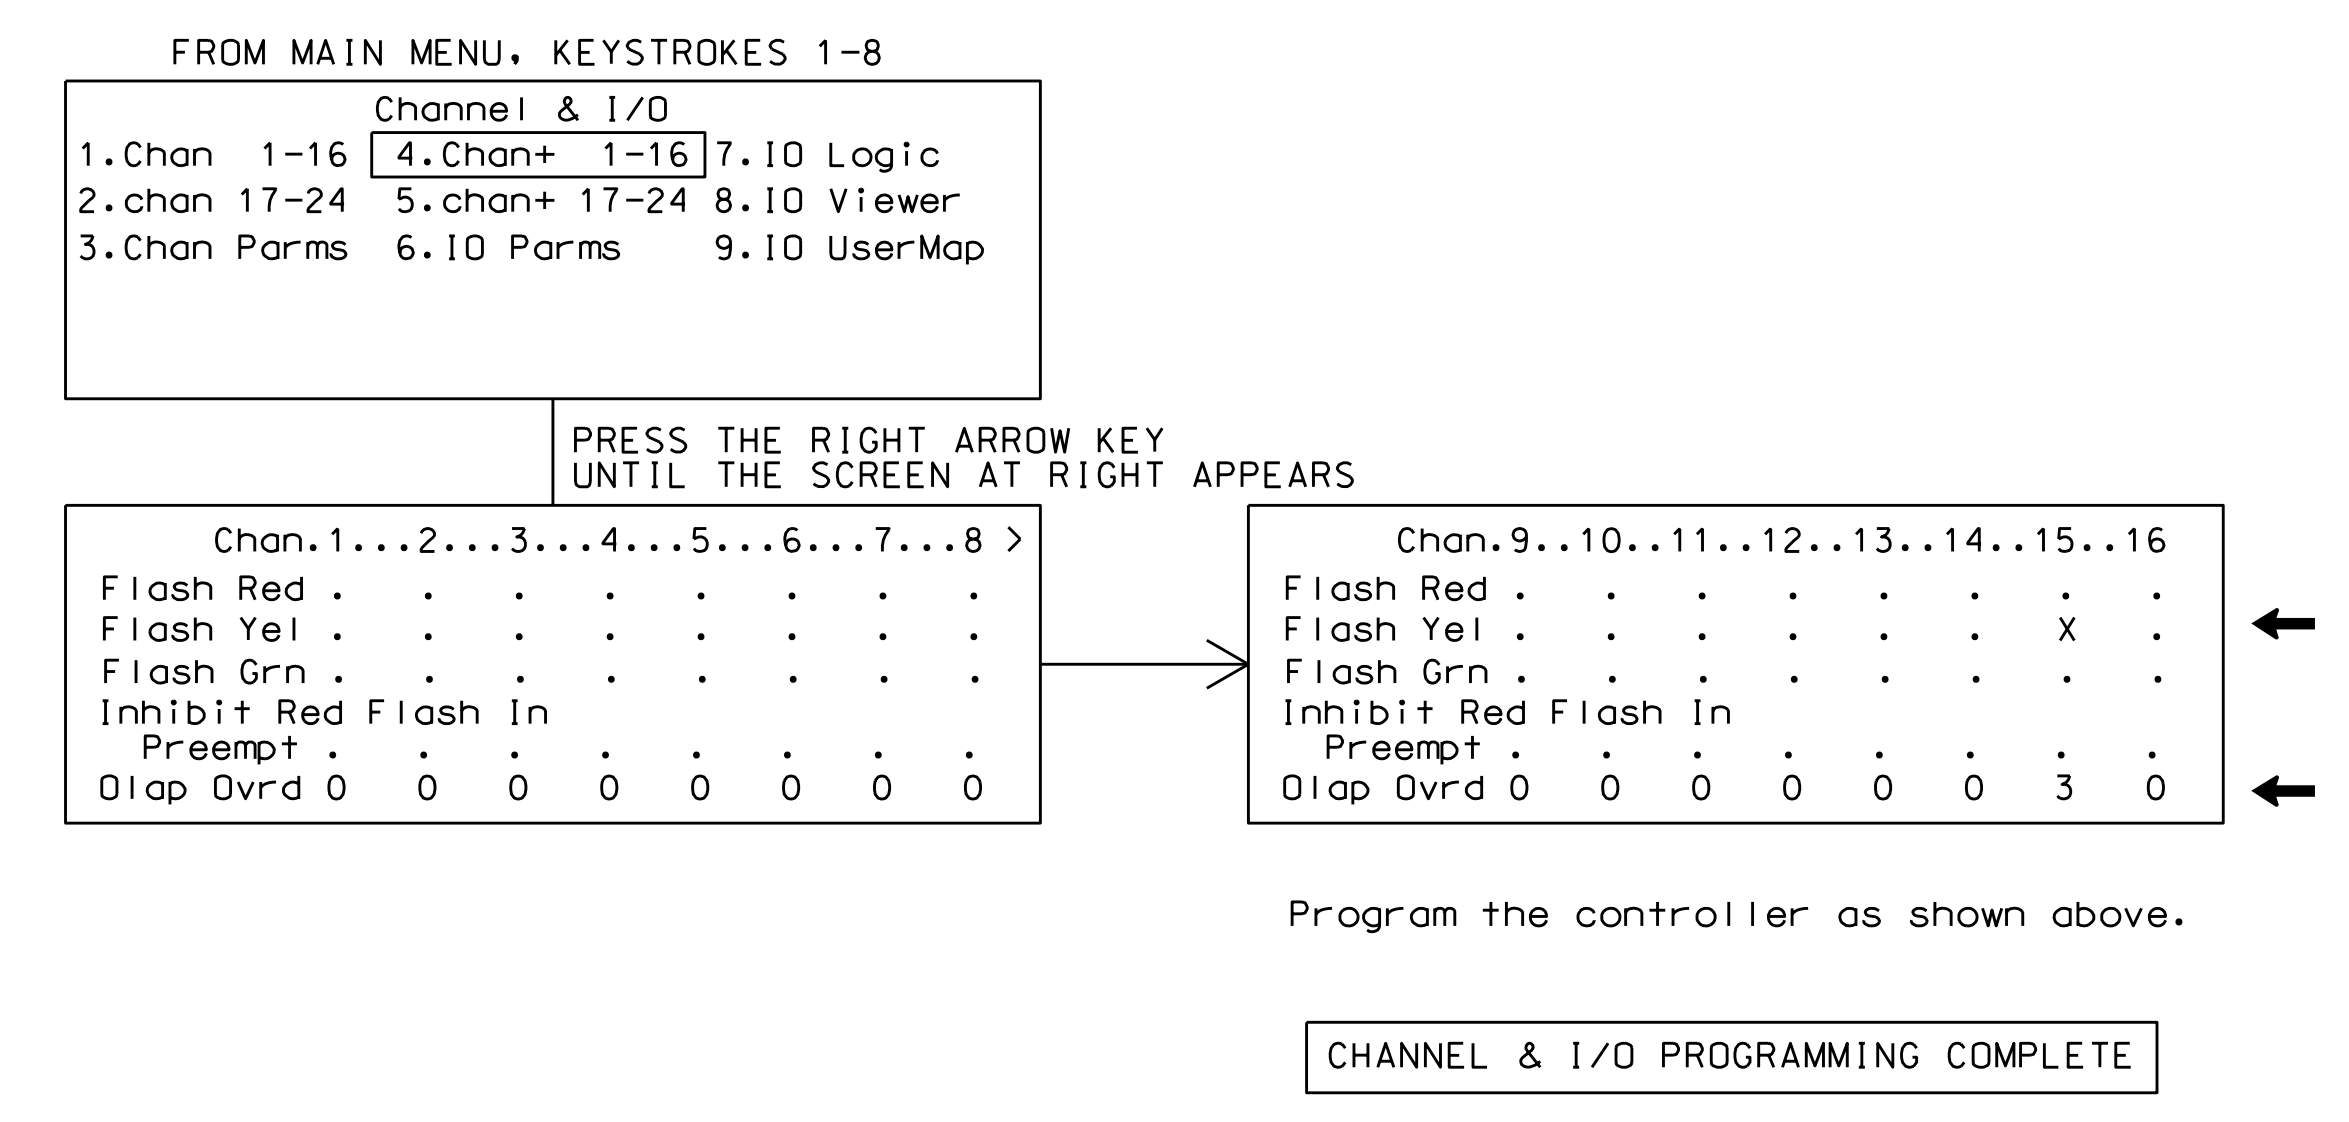 FROM MAIN MENU, KEYSTROKES 1-8
Channel & I/O
1.Chan 1-16 4.Chan+ 1-16 7.IO Logic
2.chan 17-24 5.chan+ 17-24 8.IO Viewer
3.Chan Parms 6.IO Parms 9.IO UserMap
PRESS THE RIGHT ARROW KEY
UNTIL THE SCREEN AT RIGHT APPEARS
Chan.1...2...3...4...5...6...7...8 >
Flash Red . . . . . . . .
Flash Yel . . . . . . . .
Flash Grn . . . . . . . .
Inhibit Red Flash In
Preempt . . . . . . . .
Olap Ovrd 0 0 0 0 0 0 0 0
Chan.9..10..11..12..13..14..15..16
Flash Red . . . . . . . .
Flash Yel . . . . . . X .
Flash Grn . . . . . . . .
Inhibit Red Flash In
Preempt . . . . . . . .
Olap Ovrd 0 0 0 0 0 0 3 0
Program the controller as shown above.
CHANNEL & I/O PROGRAMMING COMPLETE